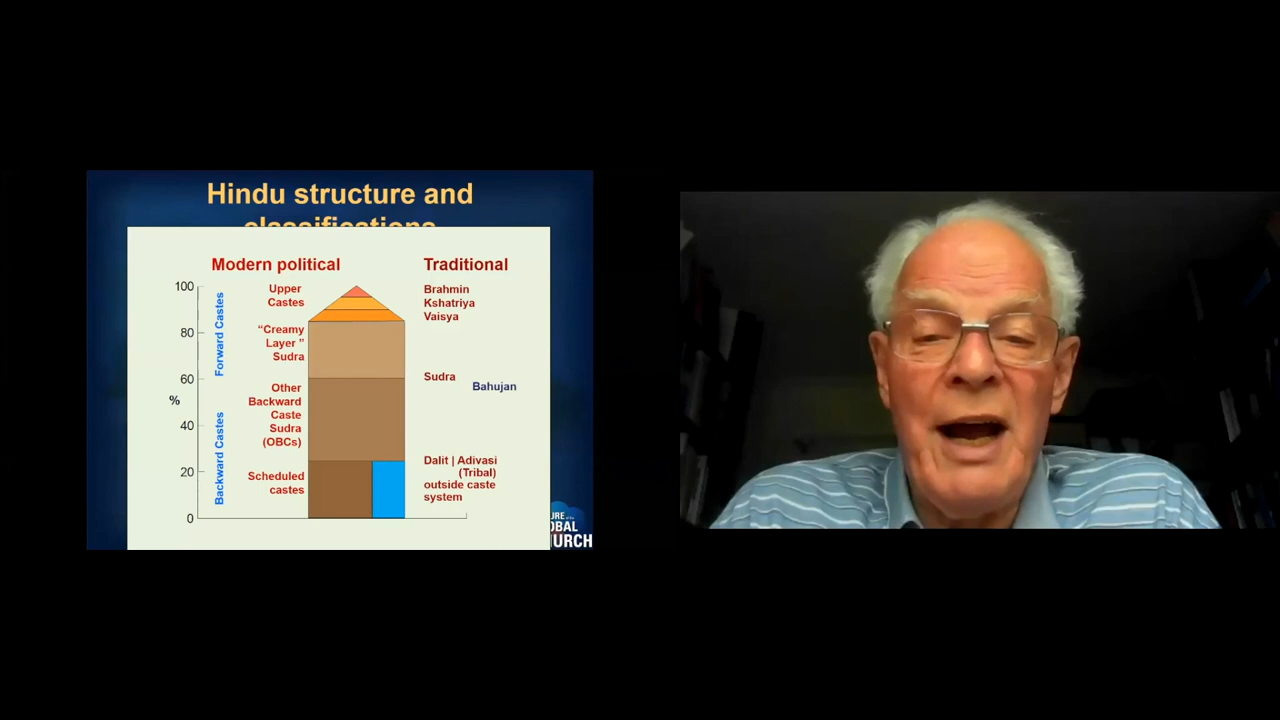 Hindu structure and
classifications
Modern political
Traditional
100
80
60
40
20
0
%
Forward Castes
Backward Castes
Upper
Castes
“Creamy
Layer ”
Sudra
Other
Backward
Caste
Sudra
(OBCs)
Scheduled
castes
Brahmin
Kshatriya
Vaisya
Sudra
Bahujan
Dalit | Adivasi
(Tribal)
outside caste
system